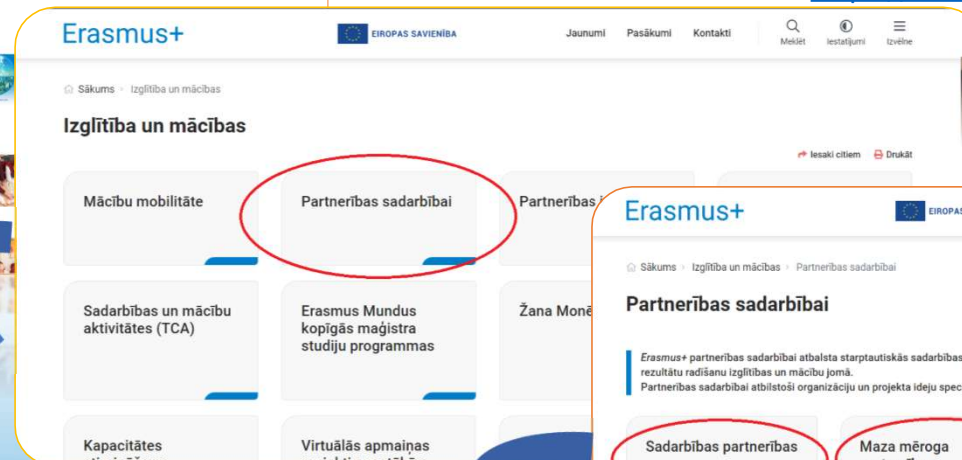 Erasmus+
EIROPAS SAVIENĪBA
Jaunumi Pasākumi Kontakti
Meklēt Iestatījumi Izvēlne
Sākums Izglītība un mācības
Izglītība un mācības
Iesaki citiem Drukāt
Mācību mobilitāte
Partnerības sadarbībai
Partnerības
Sadarbības un mācību
aktivitātes (TCA)
Erasmus Mundus
kopīgās maģistra
studiju programmas
Žana Monē
Kapacitātes
Virtuālās apmaiņas
Erasmus+
EIROPAS
Sākums Izglītība un mācības Partnerības sadarbībai
Partnerības sadarbībai
Erasmus+ partnerības sadarbībai atbalsta starptautiskās sadarbības
rezultātu radīšanu izglītības un mācību jomā.
Partnerības sadarbībai atbilstoši organizāciju un projekta ideju
Sadarbības partnerības
Maza mēroga